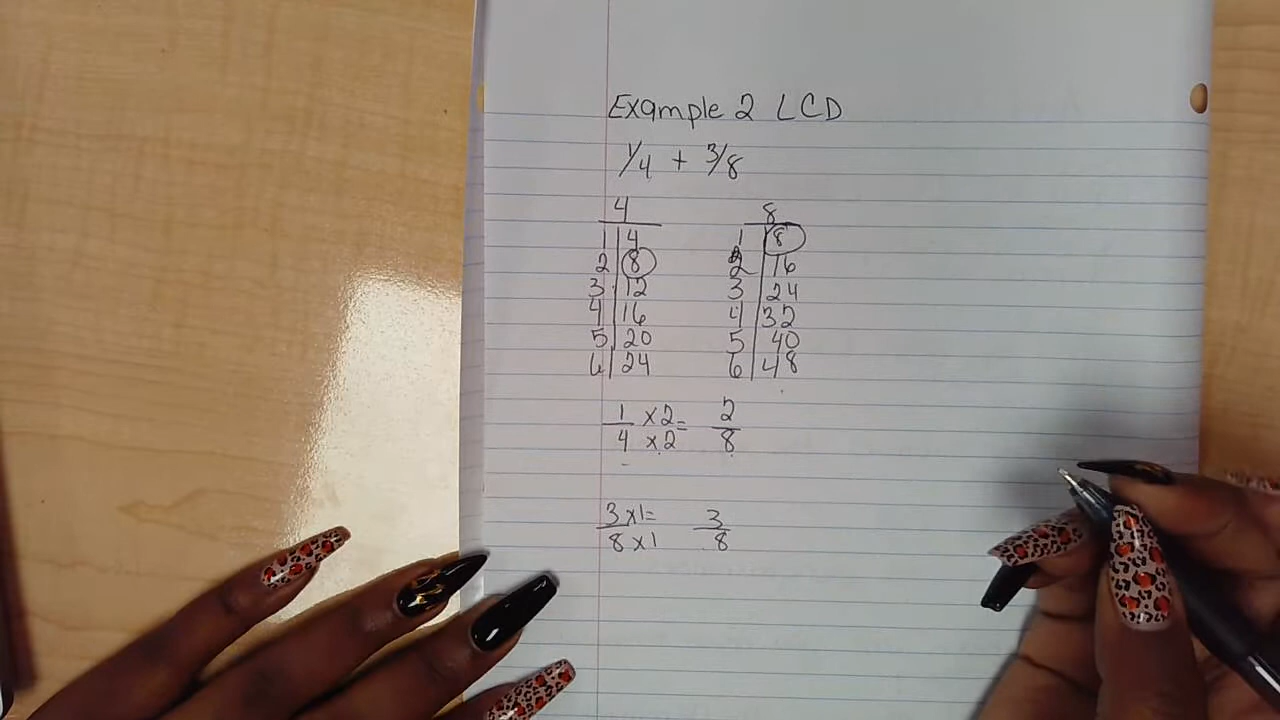 Example 2 LCD
1/4 + 3/8
4 8
1 4 1 8
2 8 2 16
3 12 3 24
4 16 4 32
5 20 5 40
6 24 6 48
1 x2 2
4 x2 = 8
3 x1= 3
8 x1 8